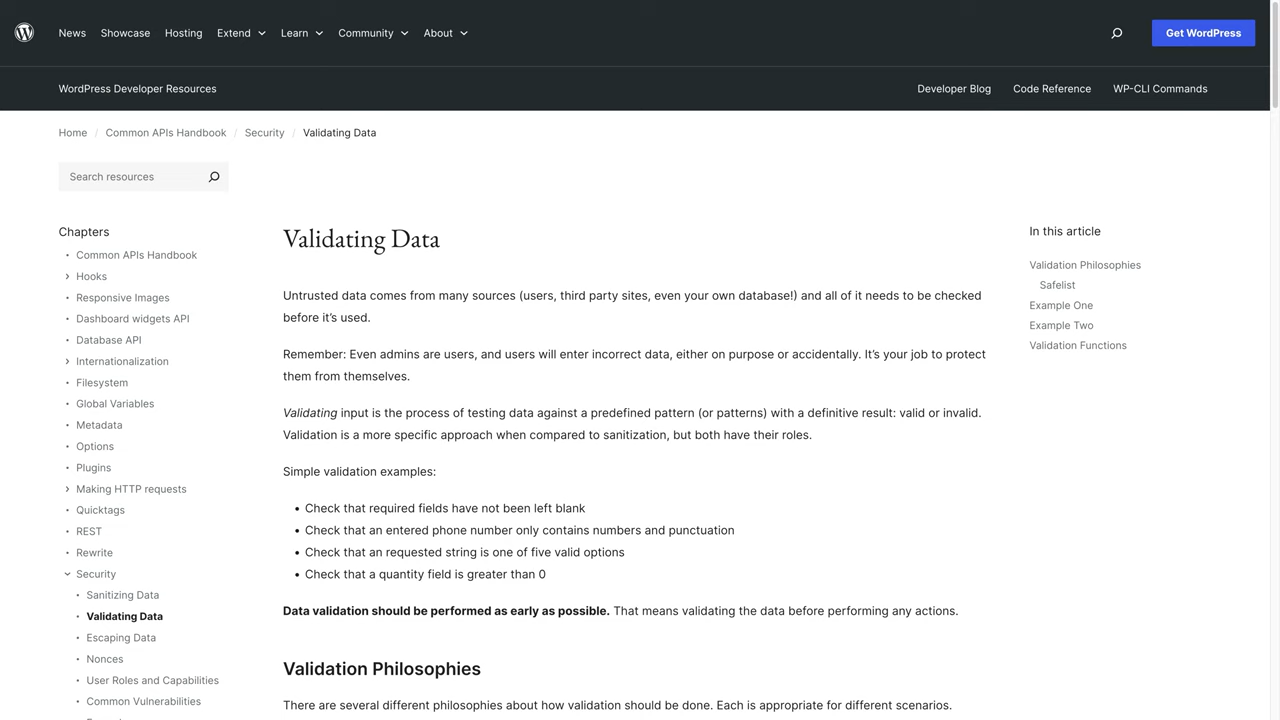 News Showcase Hosting Extend Learn Community About Get WordPress
WordPress Developer Resources Developer Blog Code Reference WP-CLI Commands
Home / Common APIs Handbook / Security / Validating Data
Search resources
Chapters
• Common APIs Handbook
Hooks
• Responsive Images
• Dashboard widgets API
• Database API
Internationalization
• Filesystem
• Global Variables
• Metadata
• Options
• Plugins
Making HTTP requests
• Quicktags
• REST
• Rewrite
Security
• Sanitizing Data
• Validating Data
• Escaping Data
• Nonces
• User Roles and Capabilities
• Common Vulnerabilities
Validating Data
Untrusted data comes from many sources (users, third party sites, even your own database!) and all of it needs to be checked
before it’s used.
Remember: Even admins are users, and users will enter incorrect data, either on purpose or accidentally. It’s your job to protect
them from themselves.
Validating input is the process of testing data against a predefined pattern (or patterns) with a definitive result: valid or invalid.
Validation is a more specific approach when compared to sanitization, but both have their roles.
Simple validation examples:
• Check that required fields have not been left blank
• Check that an entered phone number only contains numbers and punctuation
• Check that an requested string is one of five valid options
• Check that a quantity field is greater than 0
Data validation should be performed as early as possible. That means validating the data before performing any actions.
Validation Philosophies
There are several different philosophies about how validation should be done. Each is appropriate for different scenarios.
In this article
Validation Philosophies
Safelist
Example One
Example Two
Validation Functions